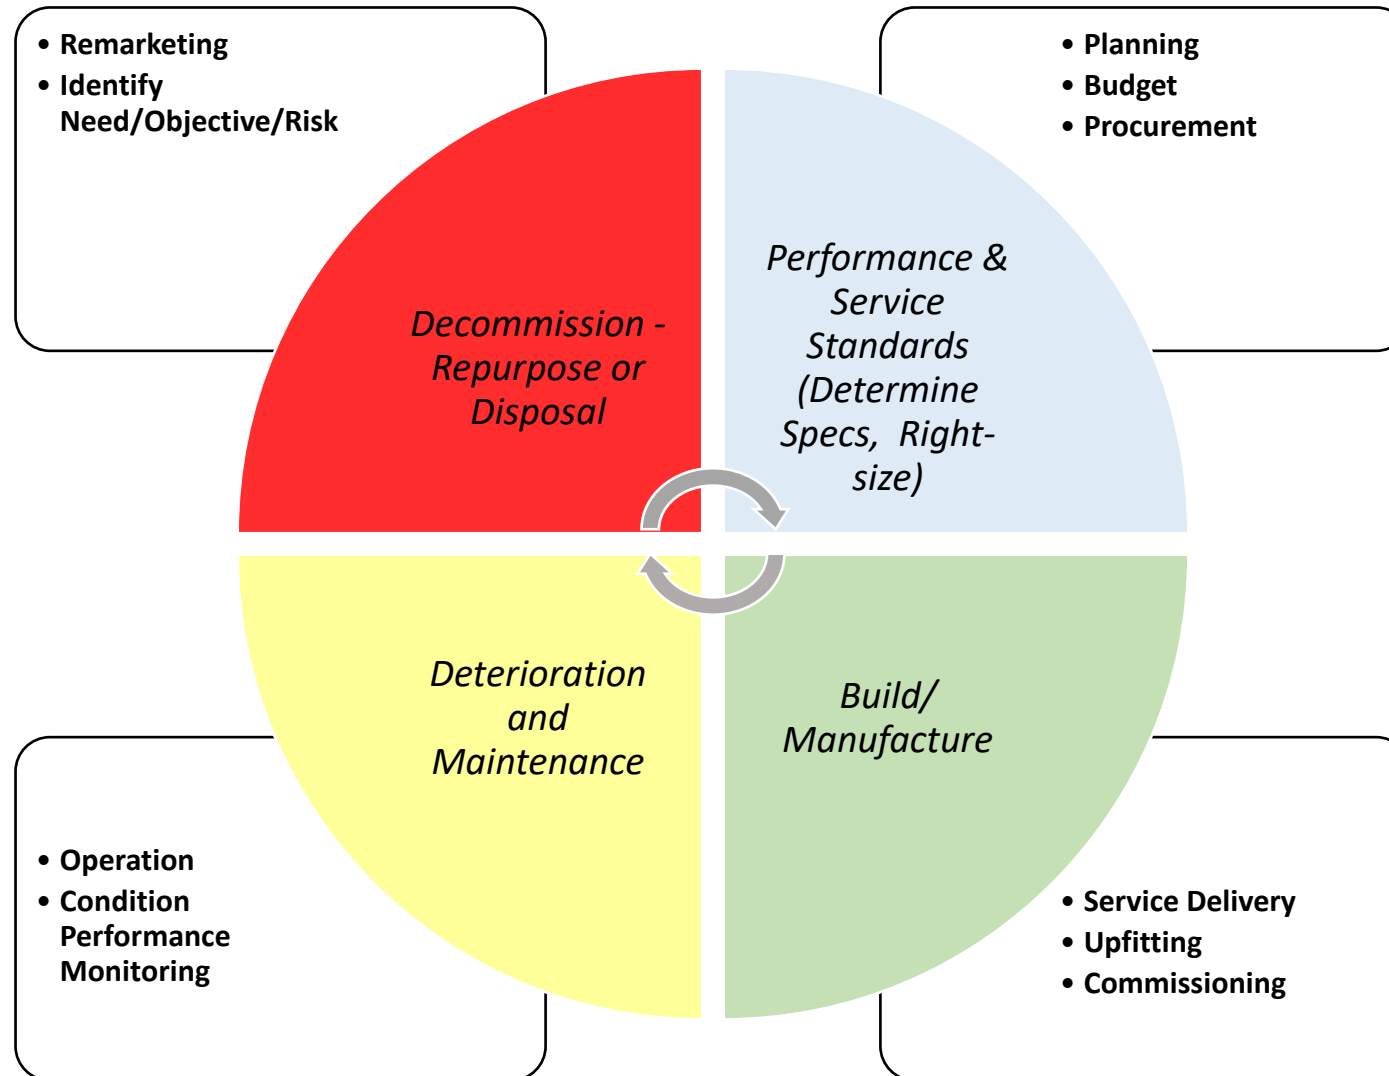 • Remarketing
• Identify
Need/Objective/Risk
• Planning
• Budget
• Procurement
Decommission -
Repurpose or
Disposal
Performance &
Service
Standards
(Determine
Specs,  Right-
size)
Deterioration
and
Maintenance
Build/
Manufacture
• Operation
• Condition
Performance
Monitoring
• Service Delivery
• Upfitting
• Commissioning